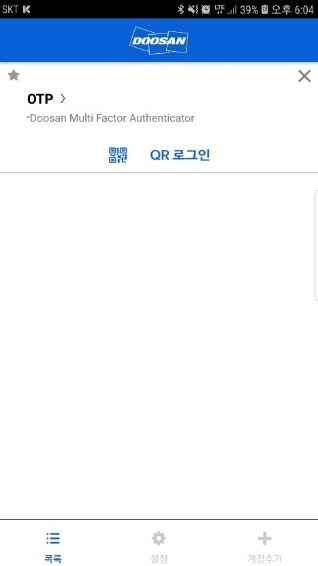 SKT LTE 39% 오후 6:04
DOOSAN
OTP
-Doosan Multi Factor Authenticator
QR 로그인
목록 설정 계정추가